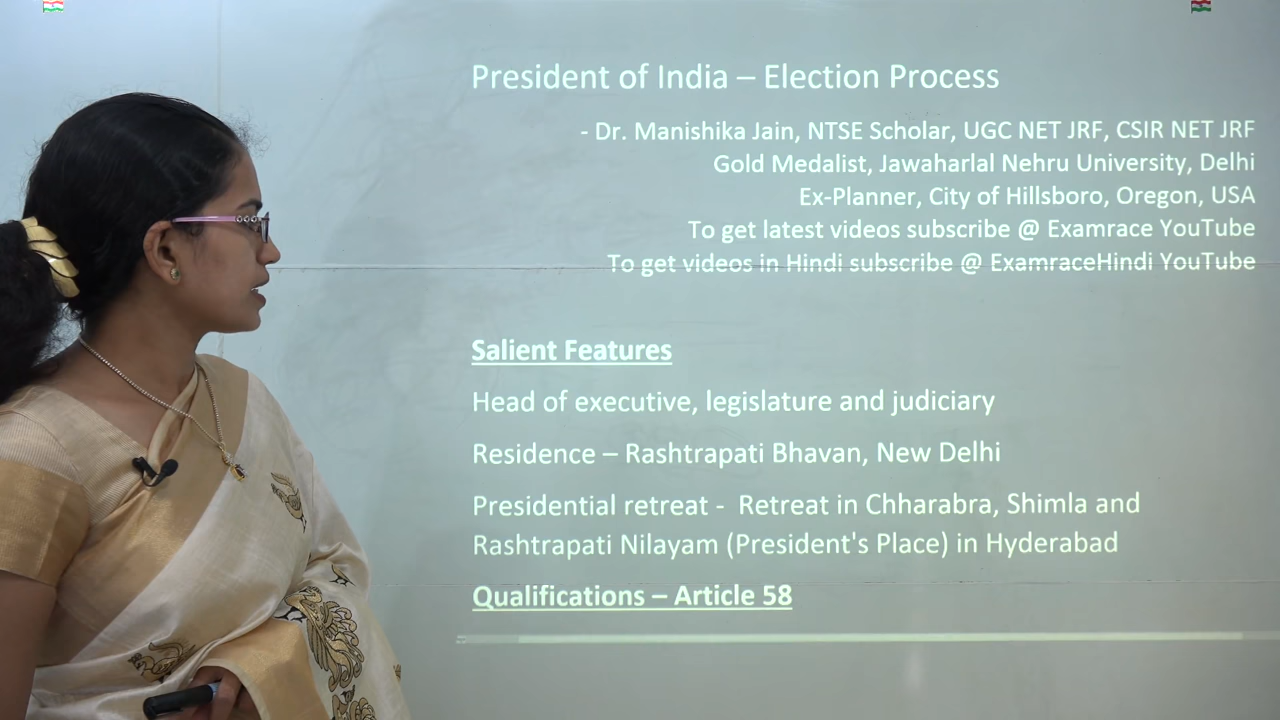 President of India – Election Process
- Dr. Manishika Jain, NTSE Scholar, UGC NET JRF, CSIR NET JRF
Gold Medalist, Jawaharlal Nehru University, Delhi
Ex-Planner, City of Hillsboro, Oregon, USA
To get latest videos subscribe @ Examrace YouTube
To get videos in Hindi subscribe @ ExamraceHindi YouTube
Salient Features
Head of executive, legislature and judiciary
Residence – Rashtrapati Bhavan, New Delhi
Presidential retreat - Retreat in Chharabra, Shimla and
Rashtrapati Nilayam (President's Place) in Hyderabad
Qualifications – Article 58